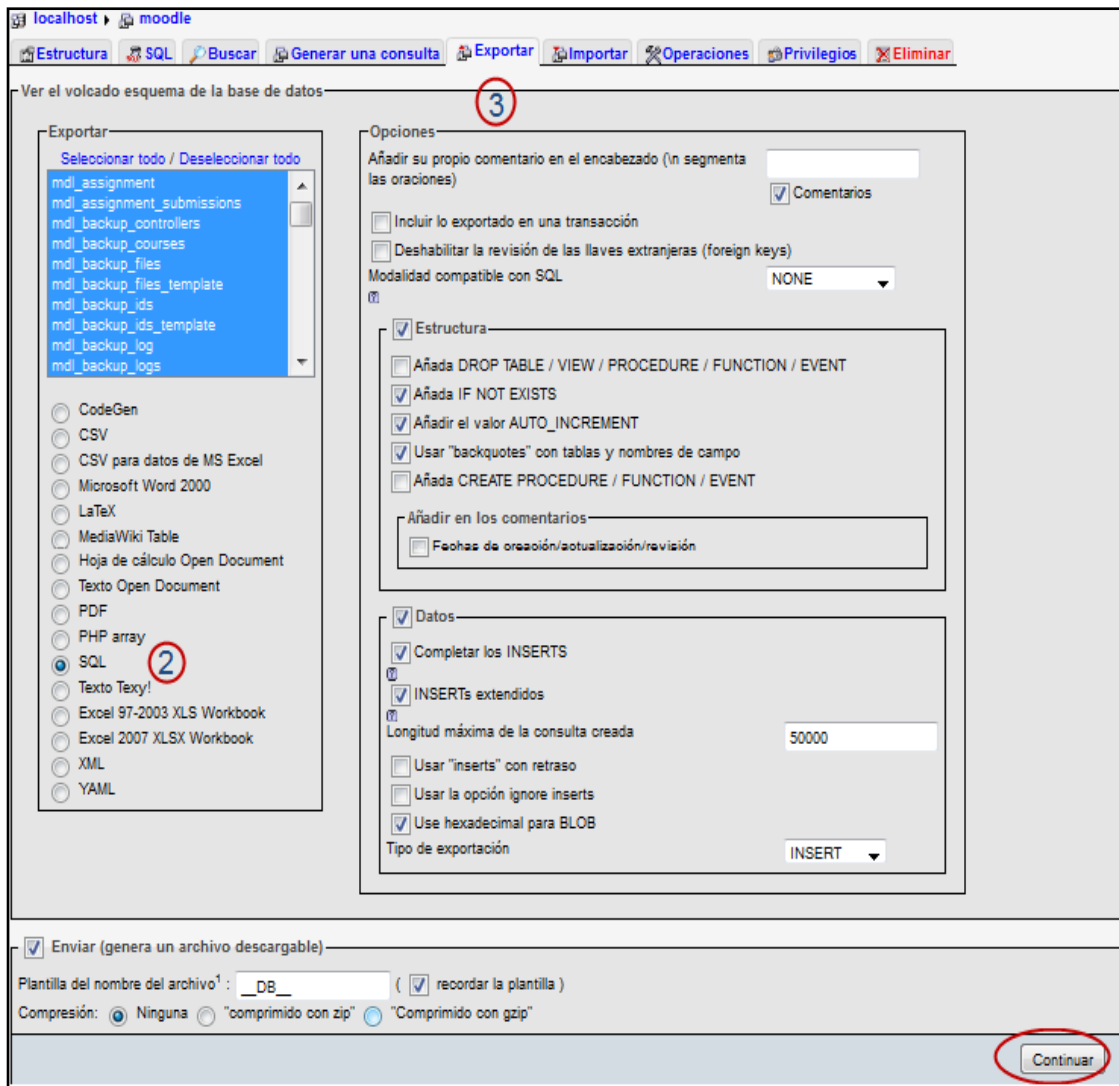 localhost ▸ moodle
Estructura SQL Buscar Generar una consulta Exportar Importar Operaciones Privilegios Eliminar
Ver el volcado esquema de la base de datos
3
Exportar
Seleccionar todo / Deseleccionar todo
mdl_assignment
mdl_assignment_submissions
mdl_backup_controllers
mdl_backup_courses
mdl_backup_files
mdl_backup_files_template
mdl_backup_ids
mdl_backup_ids_template
mdl_backup_log
mdl_backup_logs
CodeGen
CSV
CSV para datos de MS Excel
Microsoft Word 2000
LaTeX
MediaWiki Table
Hoja de cálculo Open Document
Texto Open Document
PDF
PHP array
SQL 2
Texto Texy!
Excel 97-2003 XLS Workbook
Excel 2007 XLSX Workbook
XML
YAML
Opciones
Añadir su propio comentario en el encabezado (\n segmenta
las oraciones)
Comentarios
Incluir lo exportado en una transacción
Deshabilitar la revisión de las llaves extranjeras (foreign keys)
Modalidad compatible con SQL NONE
Estructura
Añada DROP TABLE / VIEW / PROCEDURE / FUNCTION / EVENT
Añada IF NOT EXISTS
Añadir el valor AUTO_INCREMENT
Usar "backquotes" con tablas y nombres de campo
Añada CREATE PROCEDURE / FUNCTION / EVENT
Añadir en los comentarios
Fechas de creación/actualización/revisión
Datos
Completar los INSERTS
INSERTs extendidos
Longitud máxima de la consulta creada 50000
Usar "inserts" con retraso
Usar la opción ignore inserts
Use hexadecimal para BLOB
Tipo de exportación INSERT
Enviar (genera un archivo descargable)
Plantilla del nombre del archivo¹ : __DB__ ( recordar la plantilla )
Compresión: Ninguna "comprimido con zip" "Comprimido con gzip"
Continuar